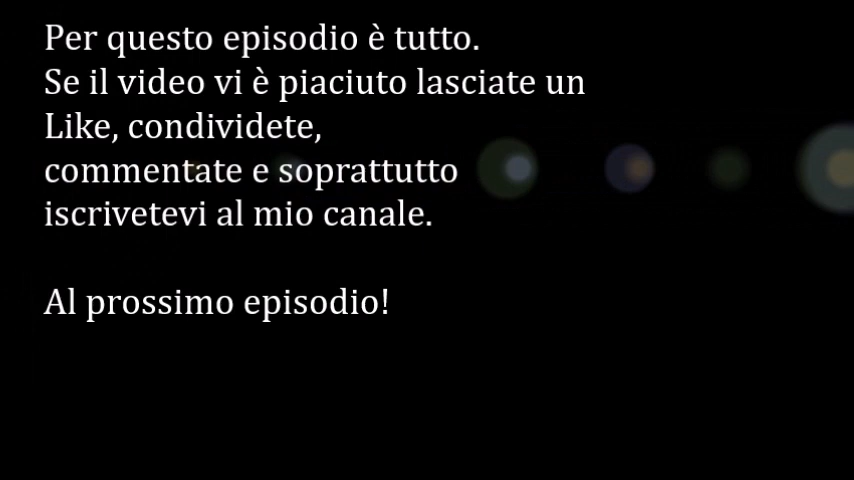 Per questo episodio è tutto.
Se il video vi è piaciuto lasciate un
Like, condividete,
commentate e soprattutto
iscrivetevi al mio canale.
Al prossimo episodio!